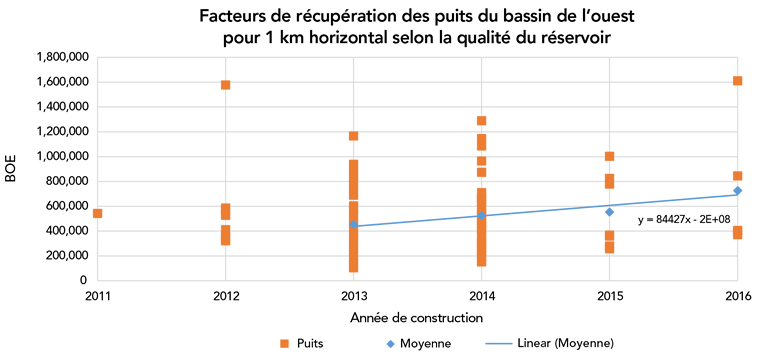 Facteurs de récupération des puits du bassin de l’ouest
pour 1 km horizontal selon la qualité du réservoir
1,800,000
1,600,000
1,400,000
1,200,000
1,000,000
800,000
600,000
400,000
200,000
0
BOE
y = 84427x - 2E+08
2011 2012 2013 2014 2015 2016
Année de construction
Puits Moyenne Linear (Moyenne)